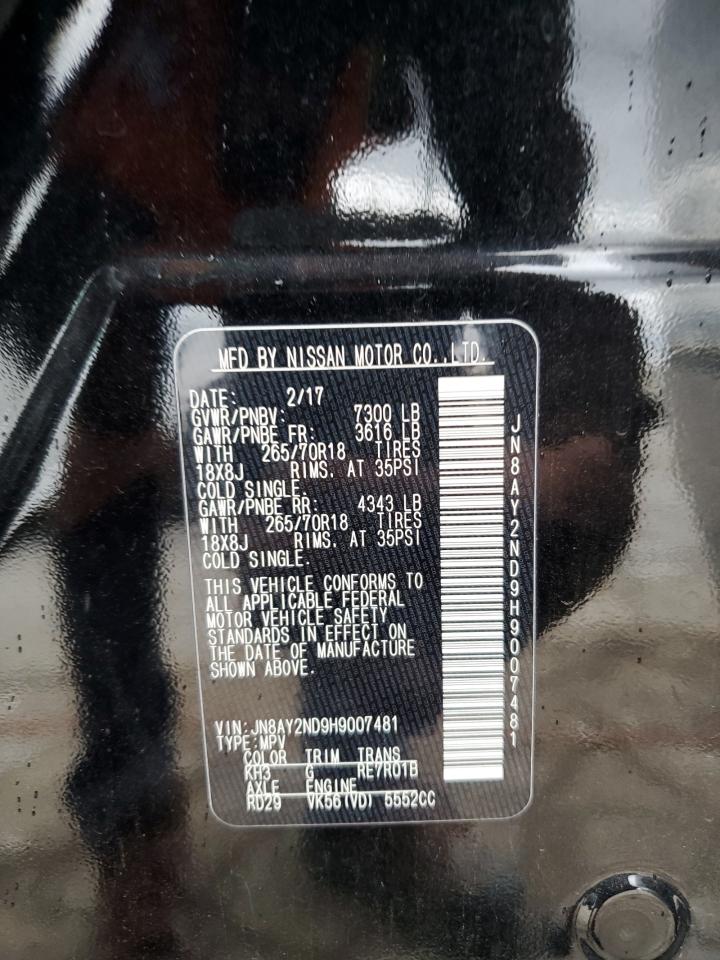 MFD BY NISSAN MOTOR CO.,LTD.
DATE: 2/17
GVWR/PNBV: 7300 LB
GAWR/PNBE FR: 3616 LB
WITH 265/70R18 TIRES
18X8J RIMS. AT 35PSI
COLD SINGLE.
GAWR/PNBE RR: 4343 LB
WITH 265/70R18 TIRES
18X8J RIMS. AT 35PSI
COLD SINGLE.
THIS VEHICLE CONFORMS TO
ALL APPLICABLE FEDERAL
MOTOR VEHICLE SAFETY
STANDARDS IN EFFECT ON
THE DATE OF MANUFACTURE
SHOWN ABOVE.
VIN:JN8AY2ND9H9007481
TYPE:MPV
COLOR TRIM TRANS
KH3 G RE7R01B
AXLE ENGINE
RD29 VK56(VD) 5552CC
JN8AY2ND9H9007481